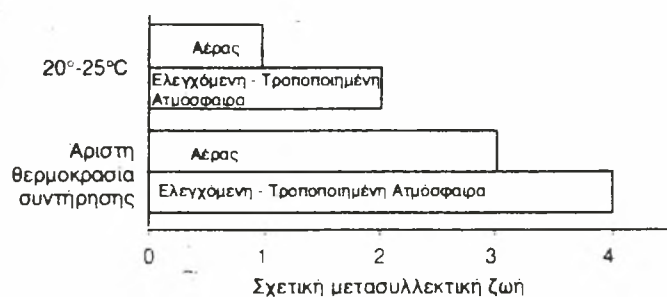 Αέρας
20°-25°C
Ελεγχόμενη - Τροποποιημένη
Ατμόσφαιρα
Άριστη
θερμοκρασία
συντήρησης
Αέρας
Ελεγχόμενη - Τροποποιημένη Ατμόσφαιρα
0 1 2 3 4
Σχετική μετασυλλεκτική ζωή